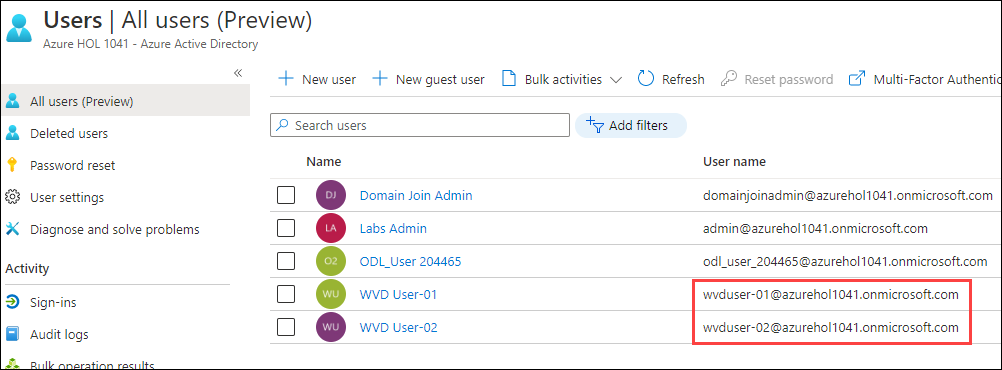 Users | All users (Preview)
Azure HOL 1041 - Azure Active Directory
«
New user
New guest user
Bulk activities
Refresh
Reset password
Multi-Factor Authentic
All users (Preview)
Deleted users
Password reset
User settings
Diagnose and solve problems
Activity
Sign-ins
Audit logs
Bulk operation results
Search users
Add filters
Name User name
DJ Domain Join Admin domainjoinadmin@azurehol1041.onmicrosoft.com
LA Labs Admin admin@azurehol1041.onmicrosoft.com
O2 ODL_User 204465 odl_user_204465@azurehol1041.onmicrosoft.com
WU WVD User-01 wvduser-01@azurehol1041.onmicrosoft.com
WU WVD User-02 wvduser-02@azurehol1041.onmicrosoft.com